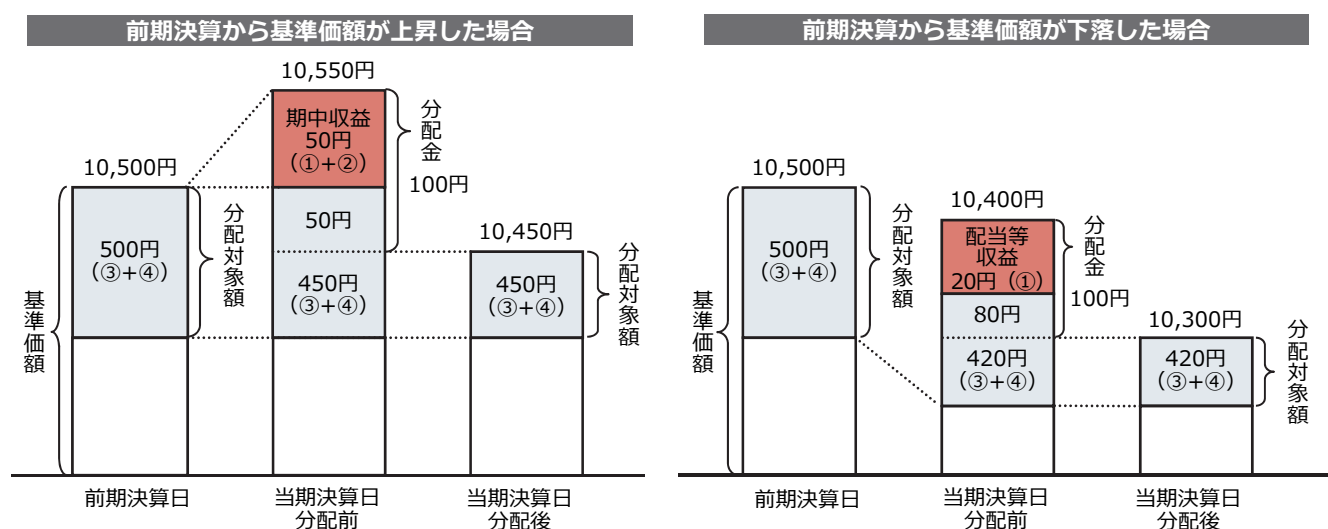 前期決算から基準価額が上昇した場合
10,550円
期中収益
50円
(①+②)
分配金
100円
10,500円
500円
(③+④)
分配対象額
50円
450円
(③+④)
10,450円
450円
(③+④)
分配対象額
基準価額
前期決算日
当期決算日
分配前
当期決算日
分配後
前期決算から基準価額が下落した場合
10,500円
500円
(③+④)
分配対象額
10,400円
配当等
収益
20円(①)
分配金
100円
80円
420円
(③+④)
10,300円
420円
(③+④)
分配対象額
基準価額
前期決算日
当期決算日
分配前
当期決算日
分配後